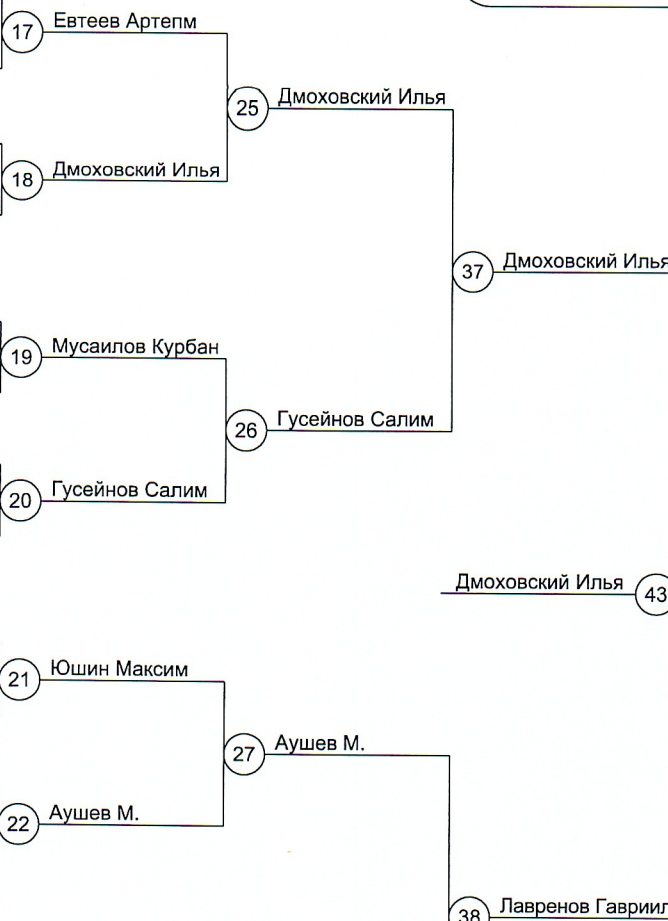 17 Евтеев Артепм
25 Дмоховский Илья
18 Дмоховский Илья
37 Дмоховский Илья
19 Мусаилов Курбан
26 Гусейнов Салим
20 Гусейнов Салим
Дмоховский Илья 43
21 Юшин Максим
27 Аушев М.
22 Аушев М.
38 Лавренов Гавриил